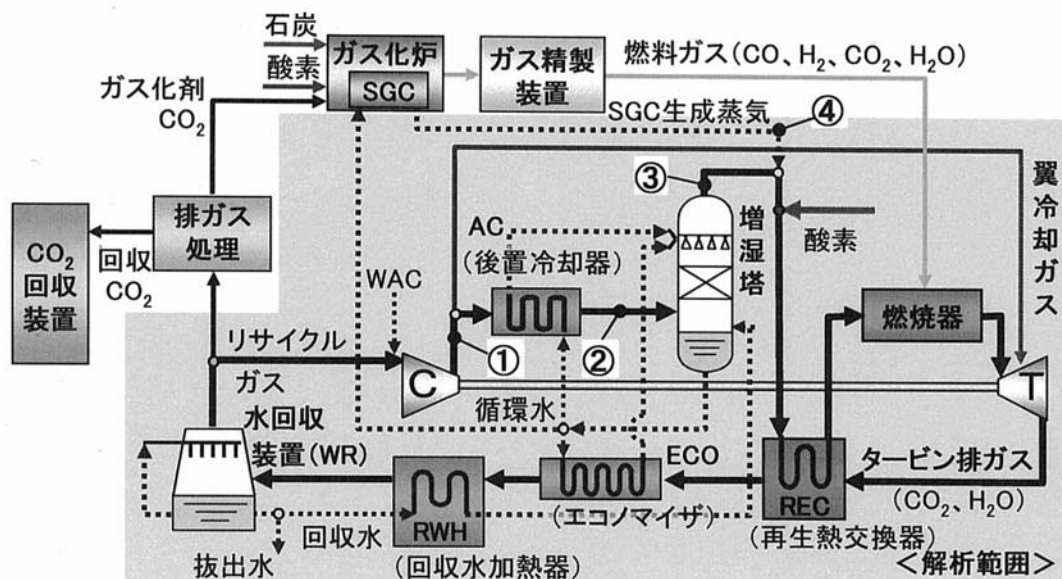 石炭
酸素
ガス化炉
SGC
ガス精製
装置
燃料ガス(CO、H₂、CO₂、H₂O)
ガス化剤
CO₂
SGC生成蒸気
④
③
翼冷却ガス
排ガス
処理
CO₂
回収
装置
回収
CO₂
WAC
AC
(後置冷却器)
増湿塔
酸素
燃焼器
①
②
リサイクル
ガス
C
T
循環水
水回収
装置(WR)
ECO
(エコノマイザ)
タービン排ガス
(CO₂、H₂O)
REC
(再生熱交換器)
RWH
(回収水加熱器)
回収水
抜出水
<解析範囲>